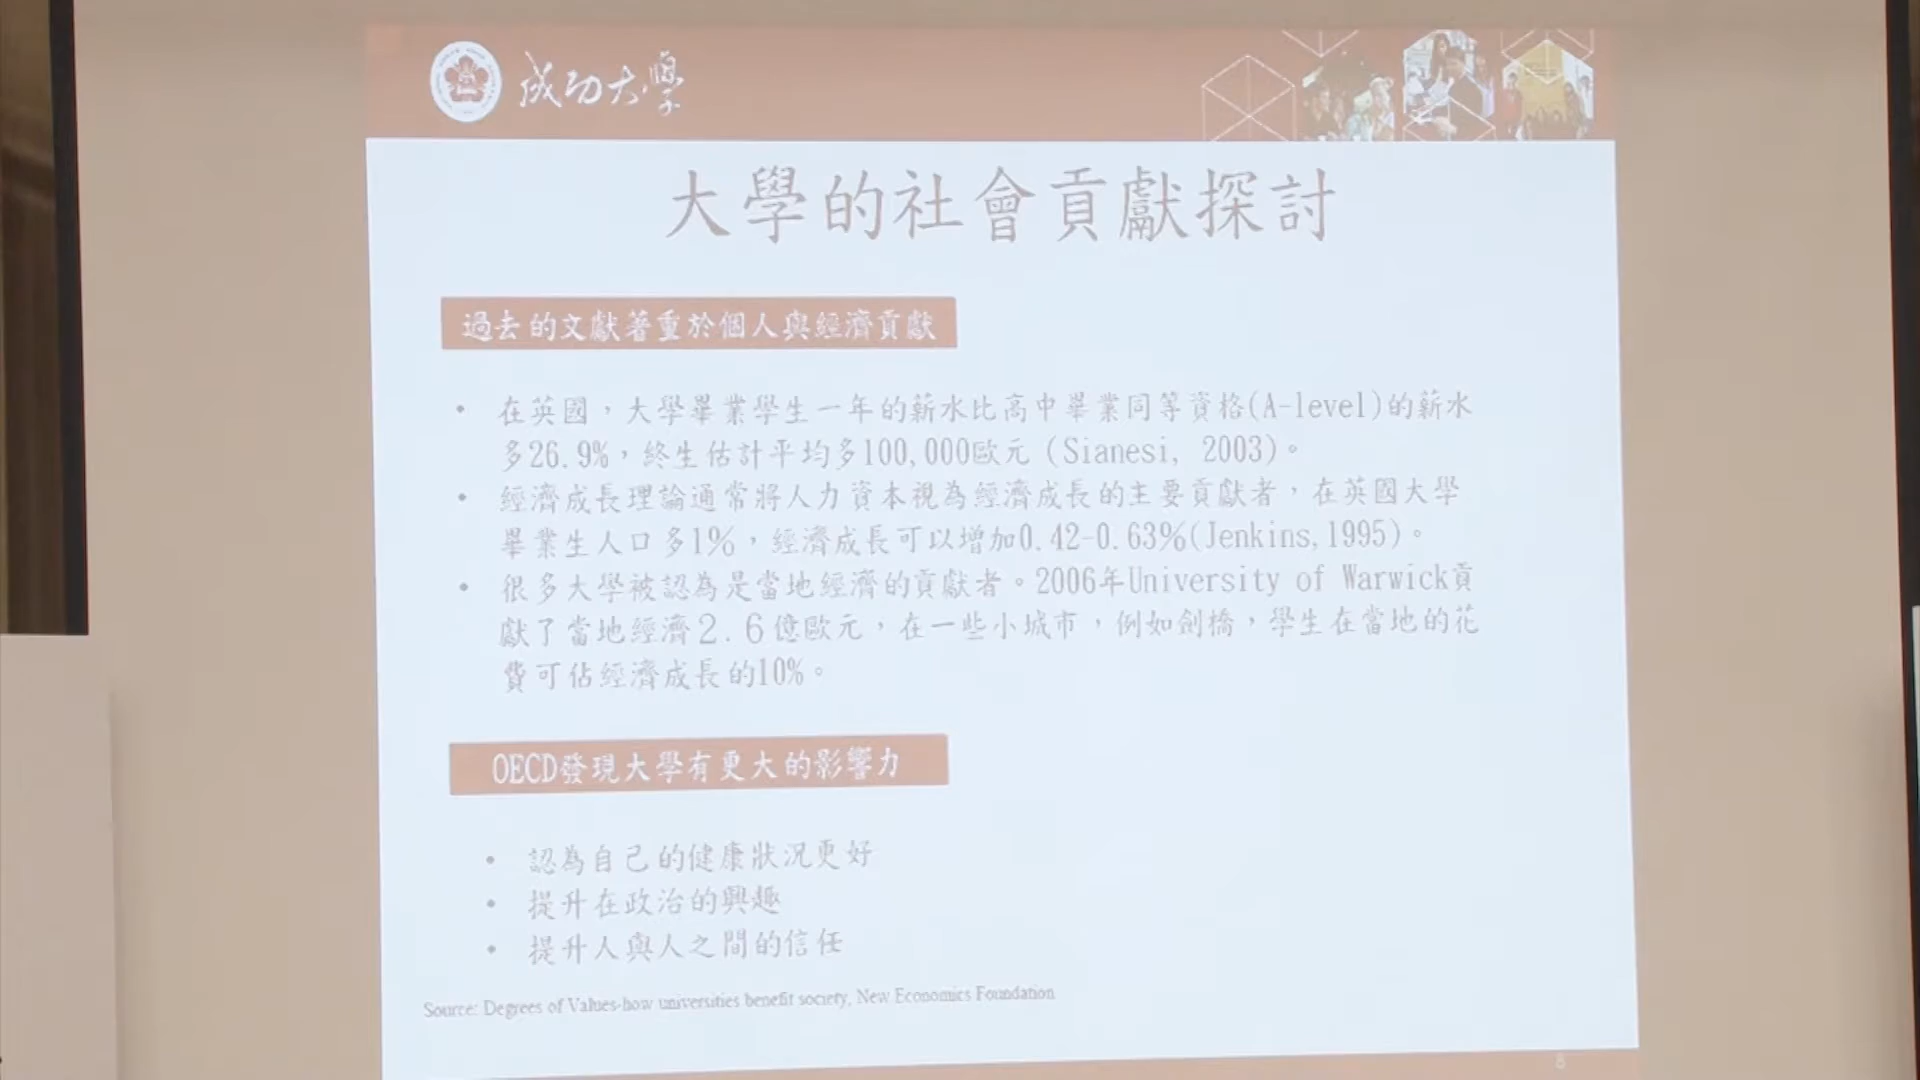 成功大學
大學的社會貢獻探討
過去的文獻著重於個人與經濟貢獻
• 在英國，大學畢業學生一年的薪水比高中畢業同等資格(A-level)的薪水
多26.9%，終生估計平均多100,000歐元 (Sianesi, 2003)。
• 經濟成長理論通常將人力資本視為經濟成長的主要貢獻者，在英國大學
畢業生人口多1%，經濟成長可以增加0.42-0.63%(Jenkins,1995)。
• 很多大學被認為是當地經濟的貢獻者。2006年University of Warwick貢
獻了當地經濟2.6億歐元，在一些小城市，例如劍橋，學生在當地的花
費可佔經濟成長的10%。
OECD發現大學有更大的影響力
• 認為自己的健康狀況更好
• 提升在政治的興趣
• 提升人與人之間的信任
Source: Degrees of Values-how universities benefit society, New Economics Foundation
8